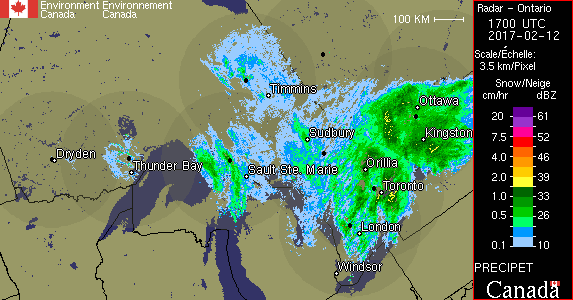 Environment Environnement
Canada Canada
100 KM
Radar - Ontario
1700 UTC
2017-02-12
Scale/Échelle:
3.5 km/Pixel
Snow/Neige
cm/hr dBZ
20 61
7.5 52
4.0 46
2.0 39
1.0 33
0.5 26
0.1 10
PRECIPET
Canada
Timmins
Ottawa
Sudbury
Kingston
Dryden
Thunder Bay
Sault Ste. Marie
Orillia
Toronto
London
Windsor